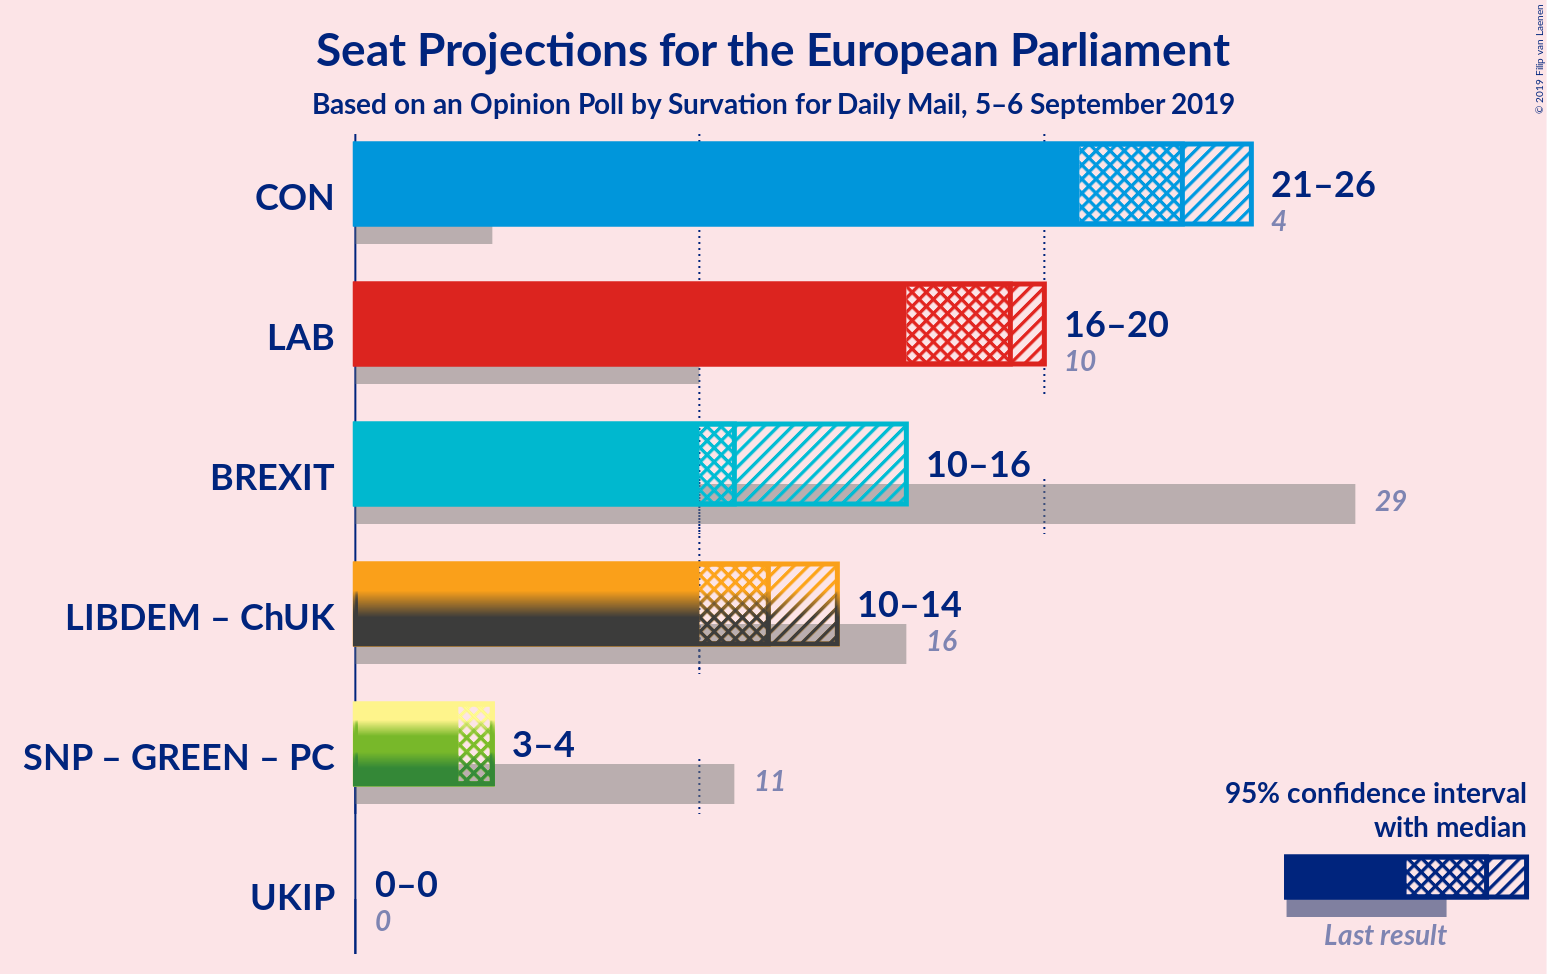 Seat Projections for the European Parliament
Based on an Opinion Poll by Survation for Daily Mail, 5–6 September 2019
© 2019 Filip van Laenen
CON
21–26
4
LAB
16–20
10
BREXIT
10–16
29
LIBDEM – ChUK
10–14
16
SNP – GREEN – PC
3–4
11
UKIP
0–0
0
95% confidence interval
with median
Last result